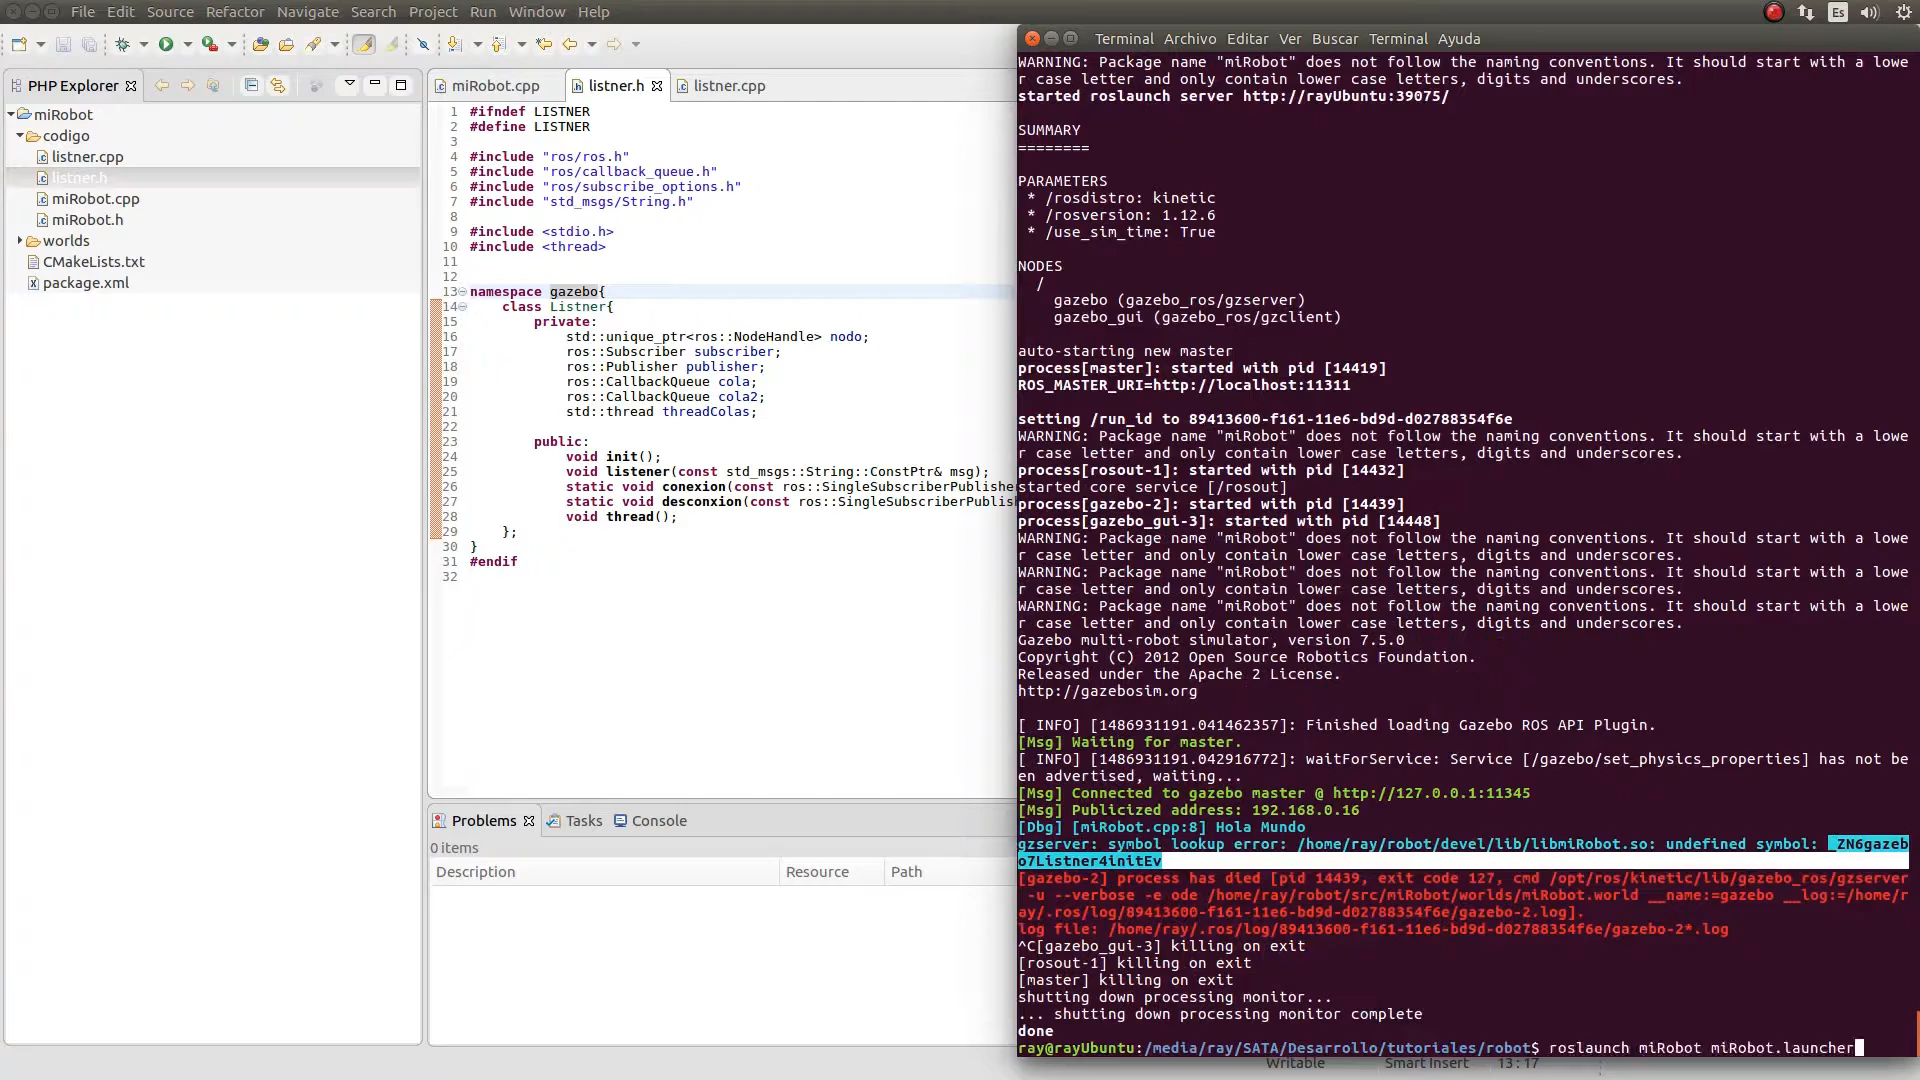 File Edit Source Refactor Navigate Search Project Run Window Help
Es
PHP Explorer
miRobot
codigo
listner.cpp
listner.h
miRobot.cpp
miRobot.h
worlds
CMakeLists.txt
package.xml
miRobot.cpp listner.h listner.cpp
1 #ifndef LISTNER
2 #define LISTNER
3
4 #include "ros/ros.h"
5 #include "ros/callback_queue.h"
6 #include "ros/subscribe_options.h"
7 #include "std_msgs/String.h"
8
9 #include <stdio.h>
10 #include <thread>
11
12
13 namespace gazebo{
14 class Listner{
15 private:
16 std::unique_ptr<ros::NodeHandle> nodo;
17 ros::Subscriber subscriber;
18 ros::Publisher publisher;
19 ros::CallbackQueue cola;
20 ros::CallbackQueue cola2;
21 std::thread threadColas;
22
23 public:
24 void init();
25 void listener(const std_msgs::String::ConstPtr& msg);
26 static void conexion(const ros::SingleSubscriberPublishe
27 static void desconxion(const ros::SingleSubscriberPublis
28 void thread();
29 };
30 }
31 #endif
32
Problems Tasks Console
0 items
Description Resource Path
Writable Smart Insert 13:17
Terminal Archivo Editar Ver Buscar Terminal Ayuda
WARNING: Package name "miRobot" does not follow the naming conventions. It should start with a lowe
r case letter and only contain lower case letters, digits and underscores.
started roslaunch server http://rayUbuntu:39075/
SUMMARY
========
PARAMETERS
* /rosdistro: kinetic
* /rosversion: 1.12.6
* /use_sim_time: True
NODES
/
gazebo (gazebo_ros/gzserver)
gazebo_gui (gazebo_ros/gzclient)
auto-starting new master
process[master]: started with pid [14419]
ROS_MASTER_URI=http://localhost:11311
setting /run_id to 89413600-f161-11e6-bd9d-d02788354f6e
WARNING: Package name "miRobot" does not follow the naming conventions. It should start with a lowe
r case letter and only contain lower case letters, digits and underscores.
process[rosout-1]: started with pid [14432]
started core service [/rosout]
process[gazebo-2]: started with pid [14439]
process[gazebo_gui-3]: started with pid [14448]
WARNING: Package name "miRobot" does not follow the naming conventions. It should start with a lowe
r case letter and only contain lower case letters, digits and underscores.
WARNING: Package name "miRobot" does not follow the naming conventions. It should start with a lowe
r case letter and only contain lower case letters, digits and underscores.
WARNING: Package name "miRobot" does not follow the naming conventions. It should start with a lowe
r case letter and only contain lower case letters, digits and underscores.
Gazebo multi-robot simulator, version 7.5.0
Copyright (C) 2012 Open Source Robotics Foundation.
Released under the Apache 2 License.
http://gazebosim.org
[ INFO] [1486931191.041462357]: Finished loading Gazebo ROS API Plugin.
[Msg] Waiting for master.
[ INFO] [1486931191.042916772]: waitForService: Service [/gazebo/set_physics_properties] has not be
en advertised, waiting...
[Msg] Connected to gazebo master @ http://127.0.0.1:11345
[Msg] Publicized address: 192.168.0.16
[Dbg] [miRobot.cpp:8] Hola Mundo
gzserver: symbol lookup error: /home/ray/robot/devel/lib/libmiRobot.so: undefined symbol: _ZN6gazeb
o7Listner4initEv
[gazebo-2] process has died [pid 14439, exit code 127, cmd /opt/ros/kinetic/lib/gazebo_ros/gzserver
-u --verbose -e ode /home/ray/robot/src/miRobot/worlds/miRobot.world __name:=gazebo __log:=/home/r
ay/.ros/log/89413600-f161-11e6-bd9d-d02788354f6e/gazebo-2.log].
log file: /home/ray/.ros/log/89413600-f161-11e6-bd9d-d02788354f6e/gazebo-2*.log
^C[gazebo_gui-3] killing on exit
[rosout-1] killing on exit
[master] killing on exit
shutting down processing monitor...
... shutting down processing monitor complete
done
ray@rayUbuntu:/media/ray/SATA/Desarrollo/tutoriales/robot$ roslaunch miRobot miRobot.launcher